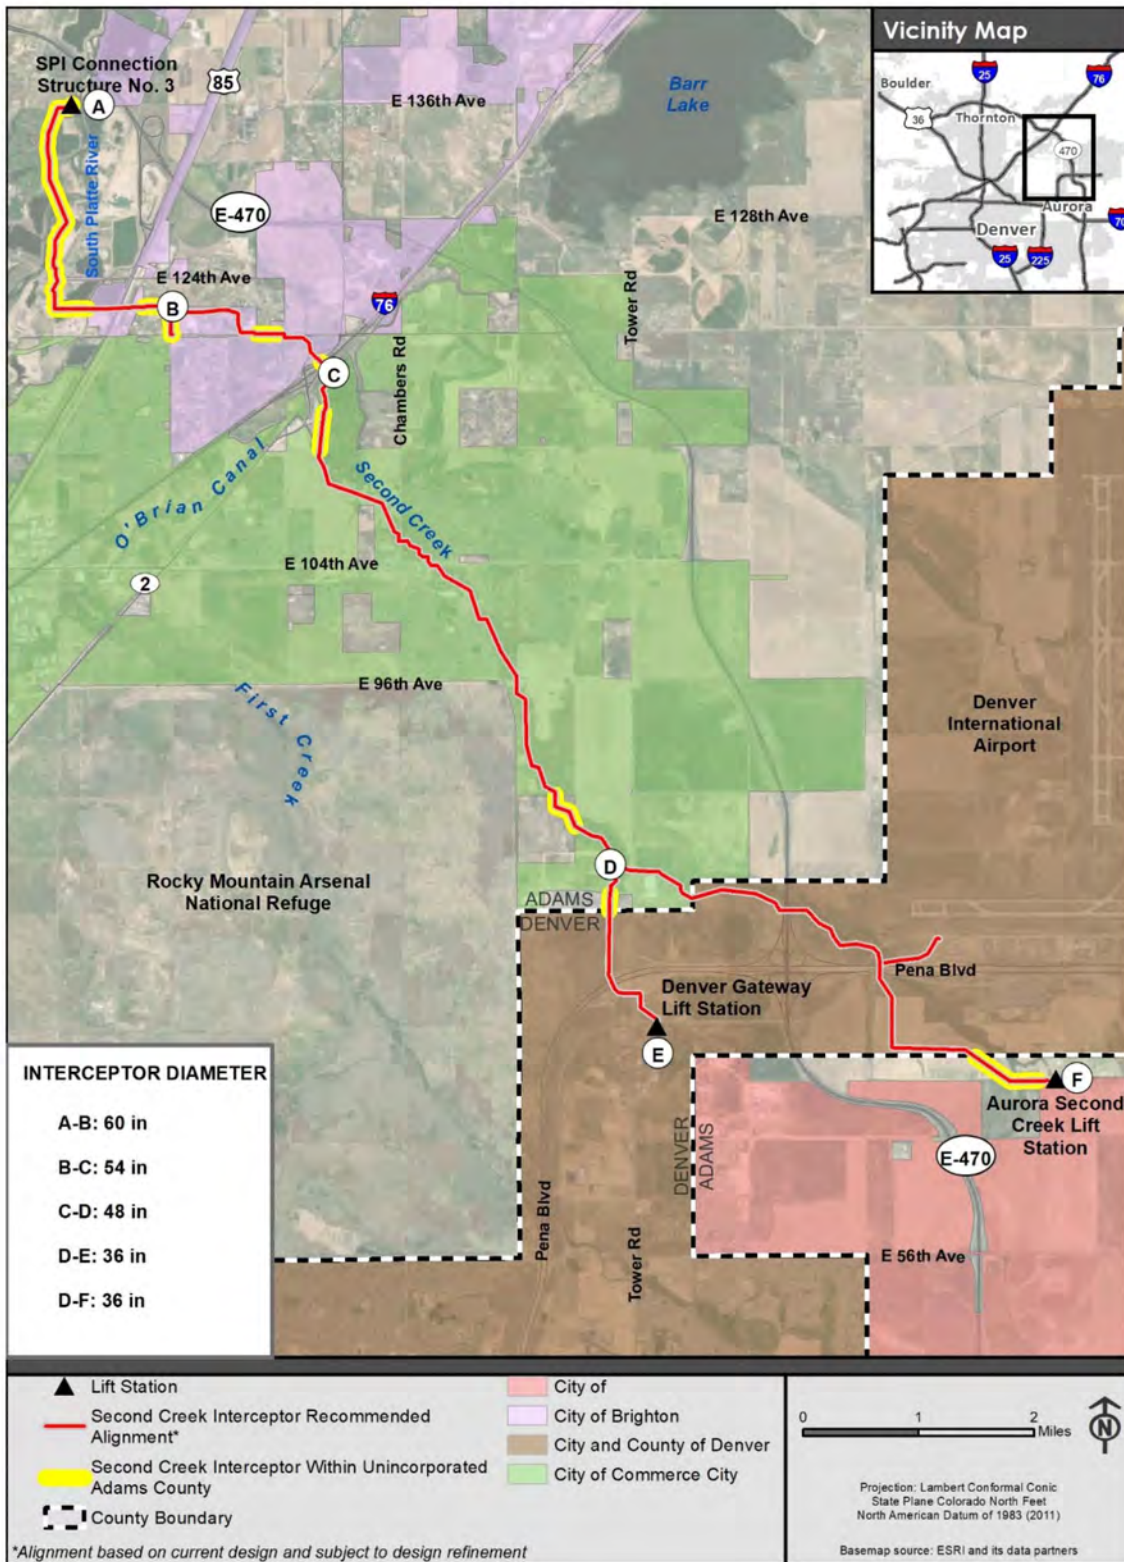 Vicinity Map
25
76
Boulder
36
Thornton
470
Aurora
Denver
70
25
225
SPI Connection
Structure No. 3
A
85
E 136th Ave
Barr
Lake
South Platte River
E-470
E 128th Ave
E 124th Ave
B
76
Tower Rd
Chambers Rd
C
O'Brian Canal
Second Creek
E 104th Ave
2
E 96th Ave
First Creek
Denver
International
Airport
Rocky Mountain Arsenal
National Refuge
D
ADAMS
DENVER
Pena Blvd
Denver Gateway
Lift Station
E
F
Aurora Second
Creek Lift
Station
E-470
DENVER
ADAMS
Pena Blvd
Tower Rd
E 56th Ave
INTERCEPTOR DIAMETER
A-B: 60 in
B-C: 54 in
C-D: 48 in
D-E: 36 in
D-F: 36 in
Lift Station
Second Creek Interceptor Recommended
Alignment*
Second Creek Interceptor Within Unincorporated
Adams County
County Boundary
*Alignment based on current design and subject to design refinement
City of
City of Brighton
City and County of Denver
City of Commerce City
0 1 2
Miles
N
Projection: Lambert Conformal Conic
State Plane Colorado North Feet
North American Datum of 1983 (2011)
Basemap source: ESRI and its data partners